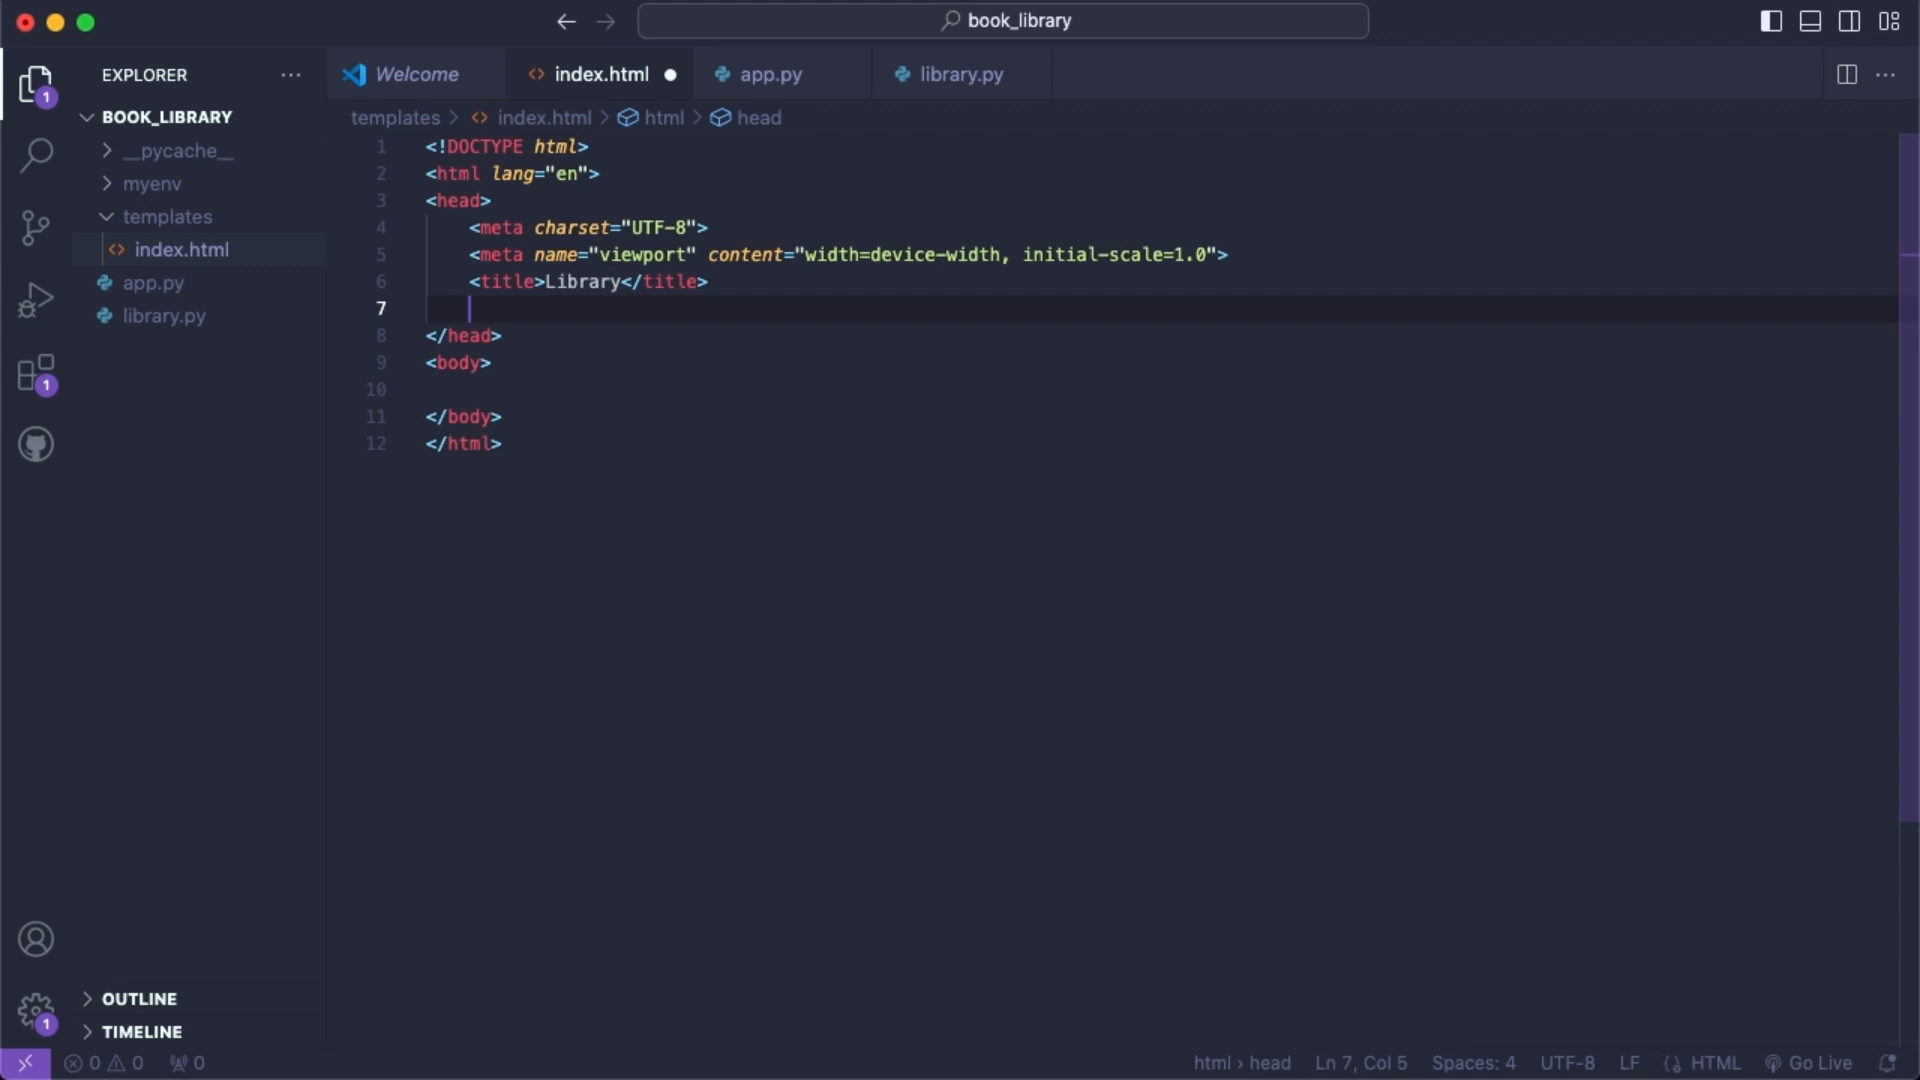 book_library
EXPLORER
Welcome
index.html
app.py
library.py
BOOK_LIBRARY
__pycache__
myenv
templates
index.html
app.py
library.py
templates > index.html > html > head
1 <!DOCTYPE html>
2 <html lang="en">
3 <head>
4 <meta charset="UTF-8">
5 <meta name="viewport" content="width=device-width, initial-scale=1.0">
6 <title>Library</title>
7
8 </head>
9 <body>
10
11 </body>
12 </html>
1
1
1
OUTLINE
TIMELINE
0 0 0 html › head Ln 7, Col 5 Spaces: 4 UTF-8 LF HTML Go Live